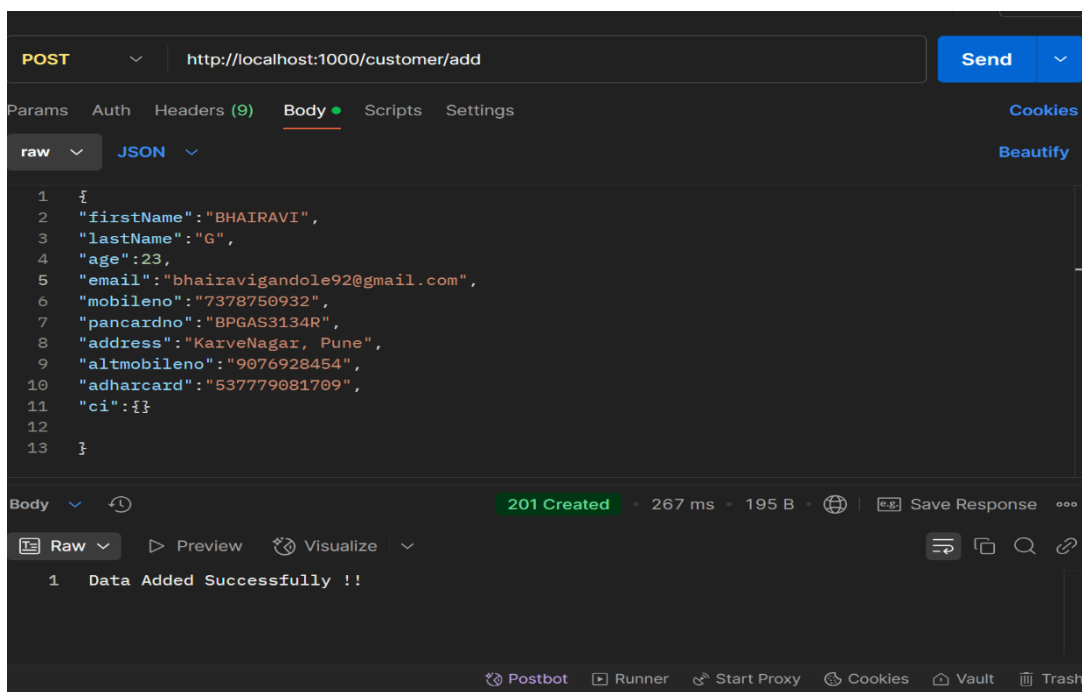 POST http://localhost:1000/customer/add Send
Params Auth Headers (9) Body Scripts Settings Cookies
raw JSON Beautify
1 {
2 "firstName":"BHAIRAVI",
3 "lastName":"G",
4 "age":23,
5 "email":"bhairavigandole92@gmail.com",
6 "mobileno":"7378750932",
7 "pancardno":"BPGAS3134R",
8 "address":"KarveNagar, Pune",
9 "altmobileno":"9076928454",
10 "adharcard":"537779081709",
11 "ci":{}
12
13 }
Body 201 Created 267 ms 195 B e.g. Save Response
Raw Preview Visualize
1 Data Added Successfully !!
Postbot Runner Start Proxy Cookies Vault Trash